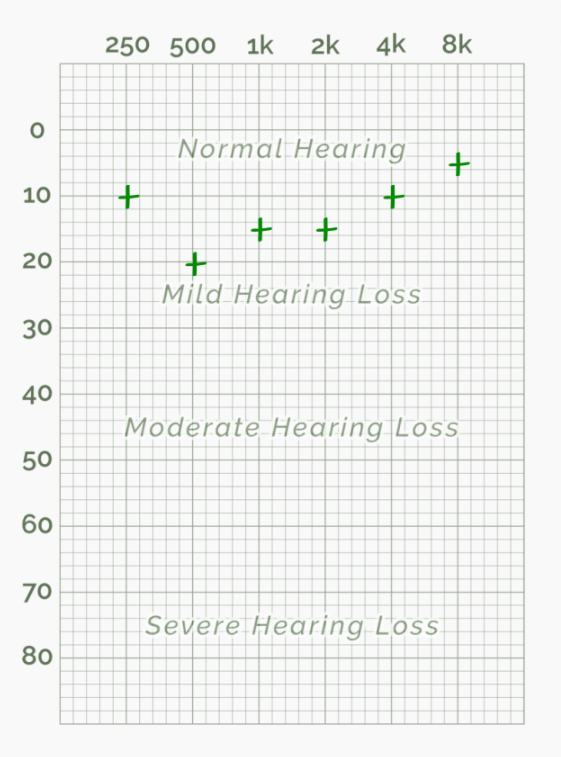 250 500 1k 2k 4k 8k
0
Normal Hearing
10
20
Mild Hearing Loss
30
40
Moderate Hearing Loss
50
60
70
Severe Hearing Loss
80